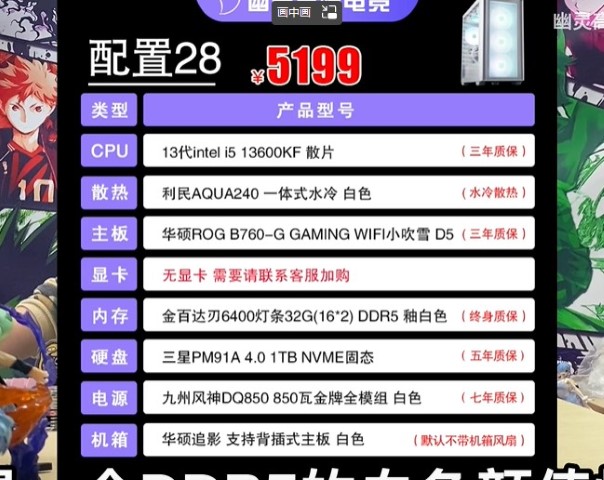 画中画
电竞
幽灵
配置28
¥5199
类型 产品型号
CPU 13代intel i5 13600KF 散片 (三年质保)
散热 利民AQUA240 一体式水冷 白色 (水冷散热)
主板 华硕ROG B760-G GAMING WIFI小吹雪 D5 (三年质保)
显卡 无显卡 需要请联系客服加购
内存 金百达刃6400灯条32G(16*2) DDR5 釉白色 (终身质保)
硬盘 三星PM91A 4.0 1TB NVME固态 (五年质保)
电源 九州风神DQ850 850瓦金牌全模组 白色 (七年质保)
机箱 华硕追影 支持背插式主板 白色 (默认不带机箱风扇)
10